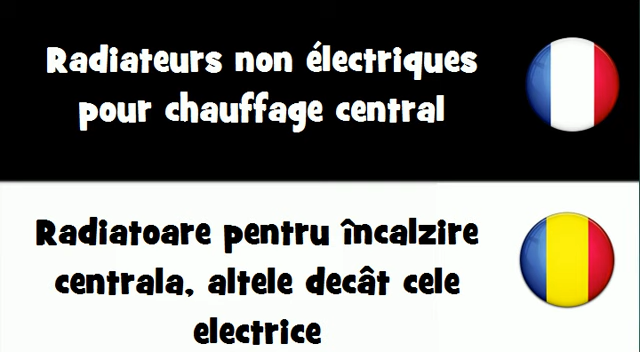 Radiateurs non électriques
pour chauffage central
Radiatoare pentru încalzire
centrala, altele decât cele
electrice